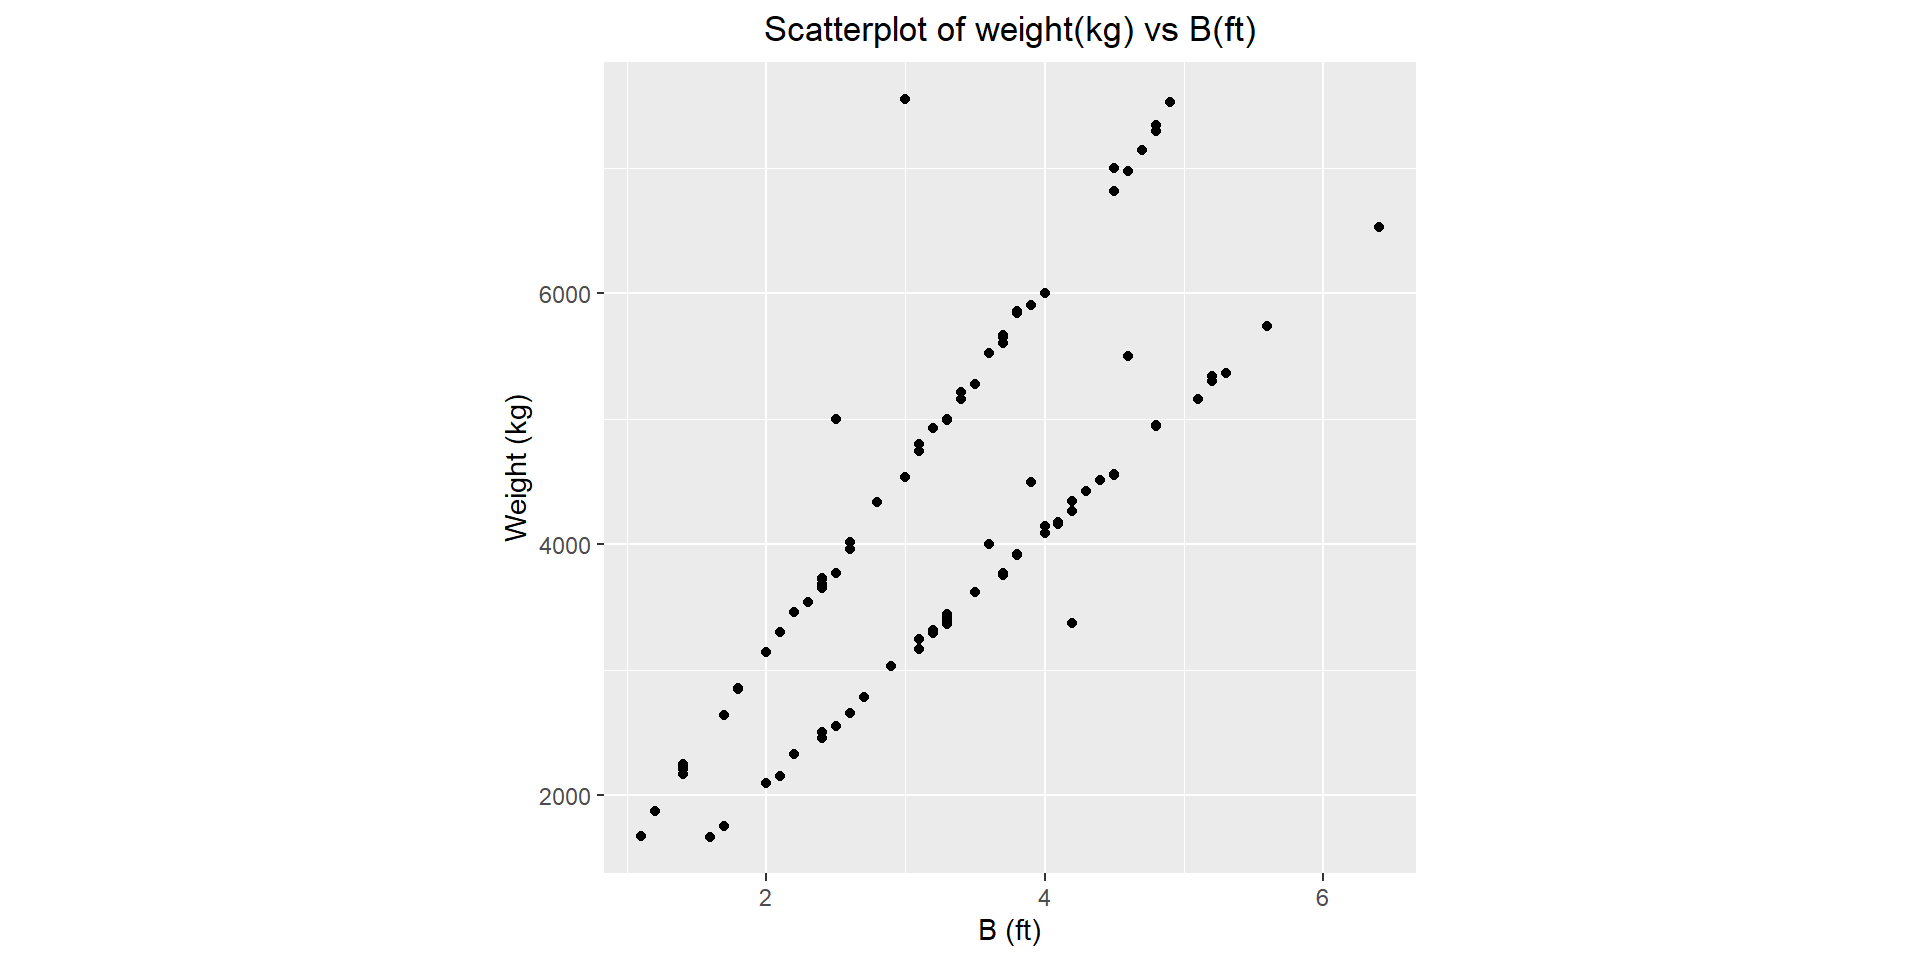 Scatterplot of weight(kg) vs B(ft)
Weight (kg)
6000
4000
2000
2 4 6
B (ft)